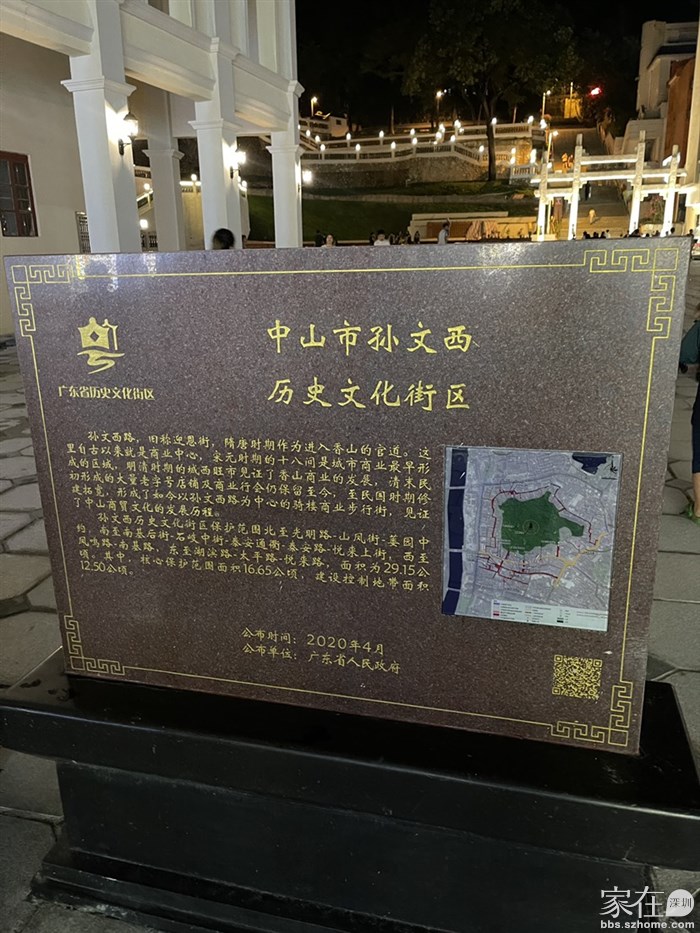 中山市孙文西
历史文化街区
广东省历史文化街区
孙文西路，旧称迎恩街，隋唐时期作为进入香山的官道。这
里自古以来就是商业中心，宋元时期的十八间是城市商业最早形
成的区域，明清时期的城西旺市见证了香山商业的发展，清末民
初形成的大量老字号店铺及商业行会仍保留至今，至民国时期修
建拓宽，形成了如今以孙文西路为中心的骑楼商业步行街，见证
了中山商贸文化的发展历程。
孙文西历史文化街区保护范围北至光明路-山凤街-菉园中
约，南至南基后街-石岐中街-泰安通衢-泰安路-悦来上街，西至
凤鸣路-南基路，东至湖滨路-太平路-悦来路，面积为29.15公
顷。其中，核心保护范围面积16.65公顷，建设控制地带面积
12.50公顷。
公布时间：2020年4月
公布单位：广东省人民政府
家在深圳
bbs.szhome.com